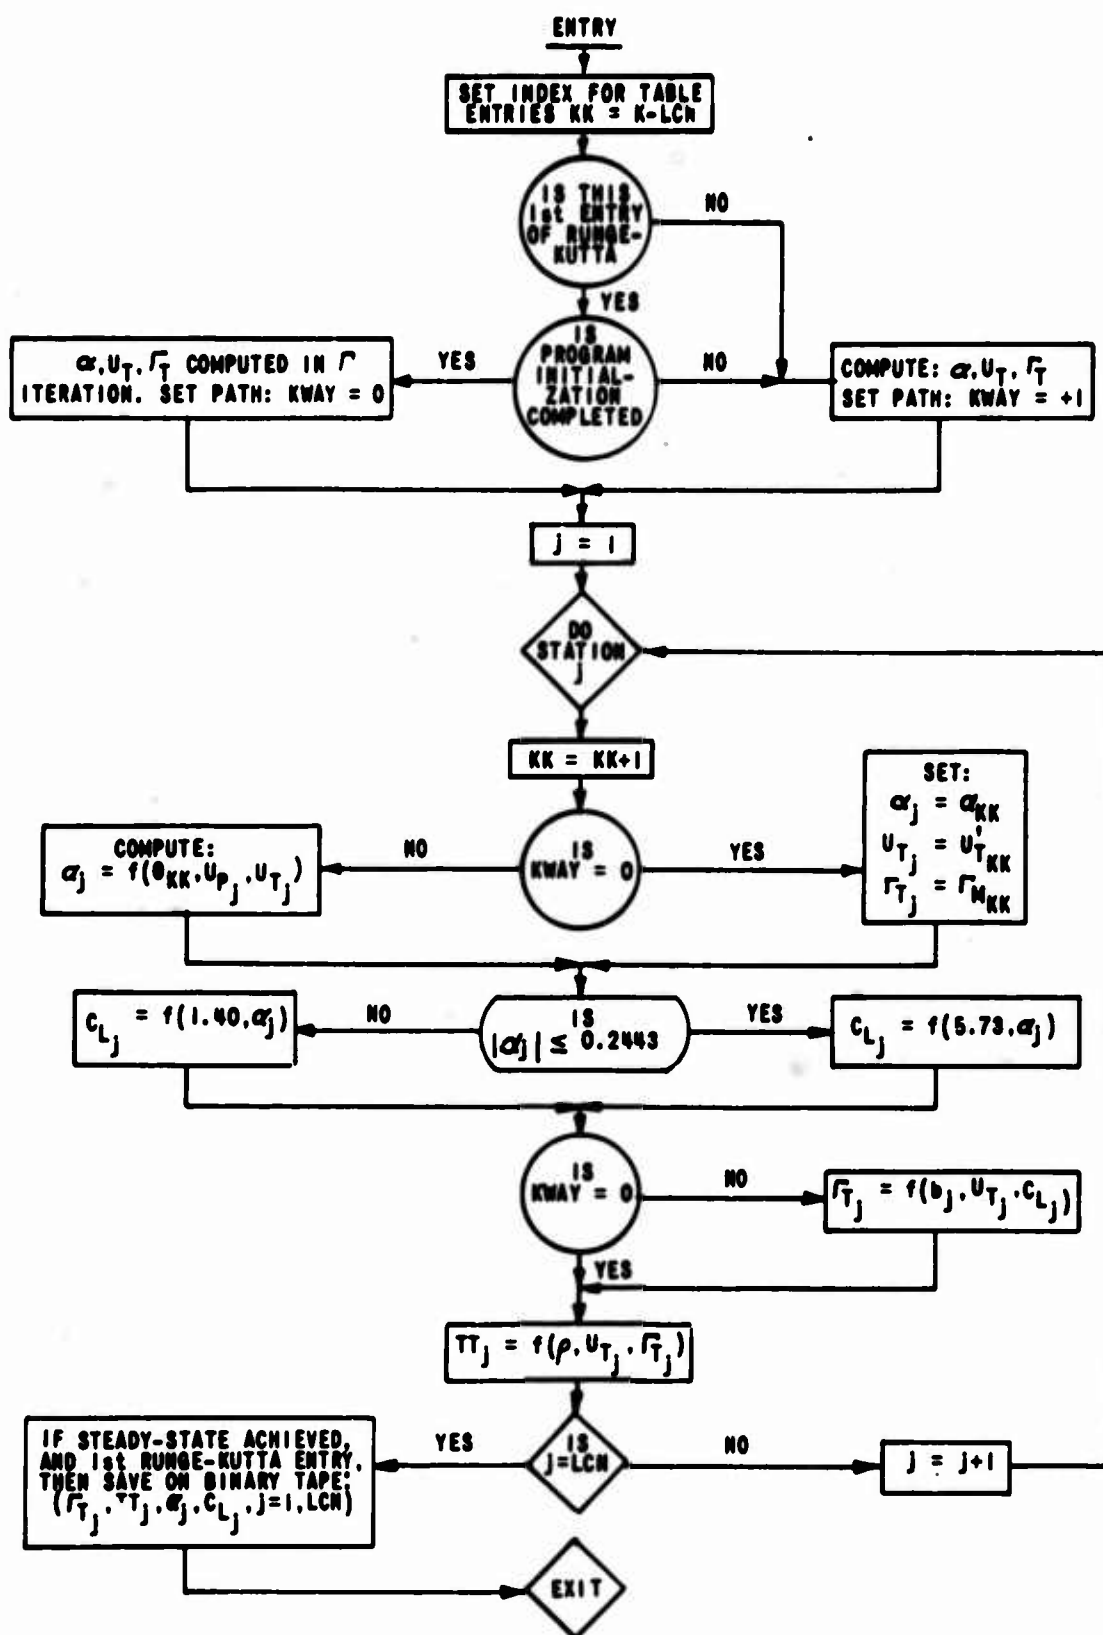 ENTRY
SET INDEX FOR TABLE
ENTRIES KK = K-LCN
IS THIS
1st ENTRY
OF RUNGE-
KUTTA
NO
YES
IS
PROGRAM
INITIAL-
ZATION
COMPLETED
YES
NO
α, U_T, Γ_T COMPUTED IN Γ
ITERATION. SET PATH: KWAY = 0
COMPUTE: α, U_T, Γ_T
SET PATH: KWAY = +1
j = 1
DO
STATION
j
KK = KK+1
IS
KWAY = 0
NO
YES
COMPUTE:
α_j = f(θ_KK, U_P_j, U_T_j)
SET:
α_j = α_KK
U_T_j = U'_T_KK
Γ_T_j = Γ_M_KK
IS
|α_j| ≤ 0.2443
NO
YES
C_L_j = f(1.40, α_j)
C_L_j = f(5.73, α_j)
IS
KWAY = 0
NO
Γ_T_j = f(b_j, U_T_j, C_L_j)
YES
TT_j = f(ρ, U_T_j, Γ_T_j)
IS
j=LCN
YES
NO
IF STEADY-STATE ACHIEVED,
AND 1st RUNGE-KUTTA ENTRY,
THEN SAVE ON BINARY TAPE:
(Γ_T_j, TT_j, α_j, C_L_j, j=1, LCN)
j = j+1
EXIT